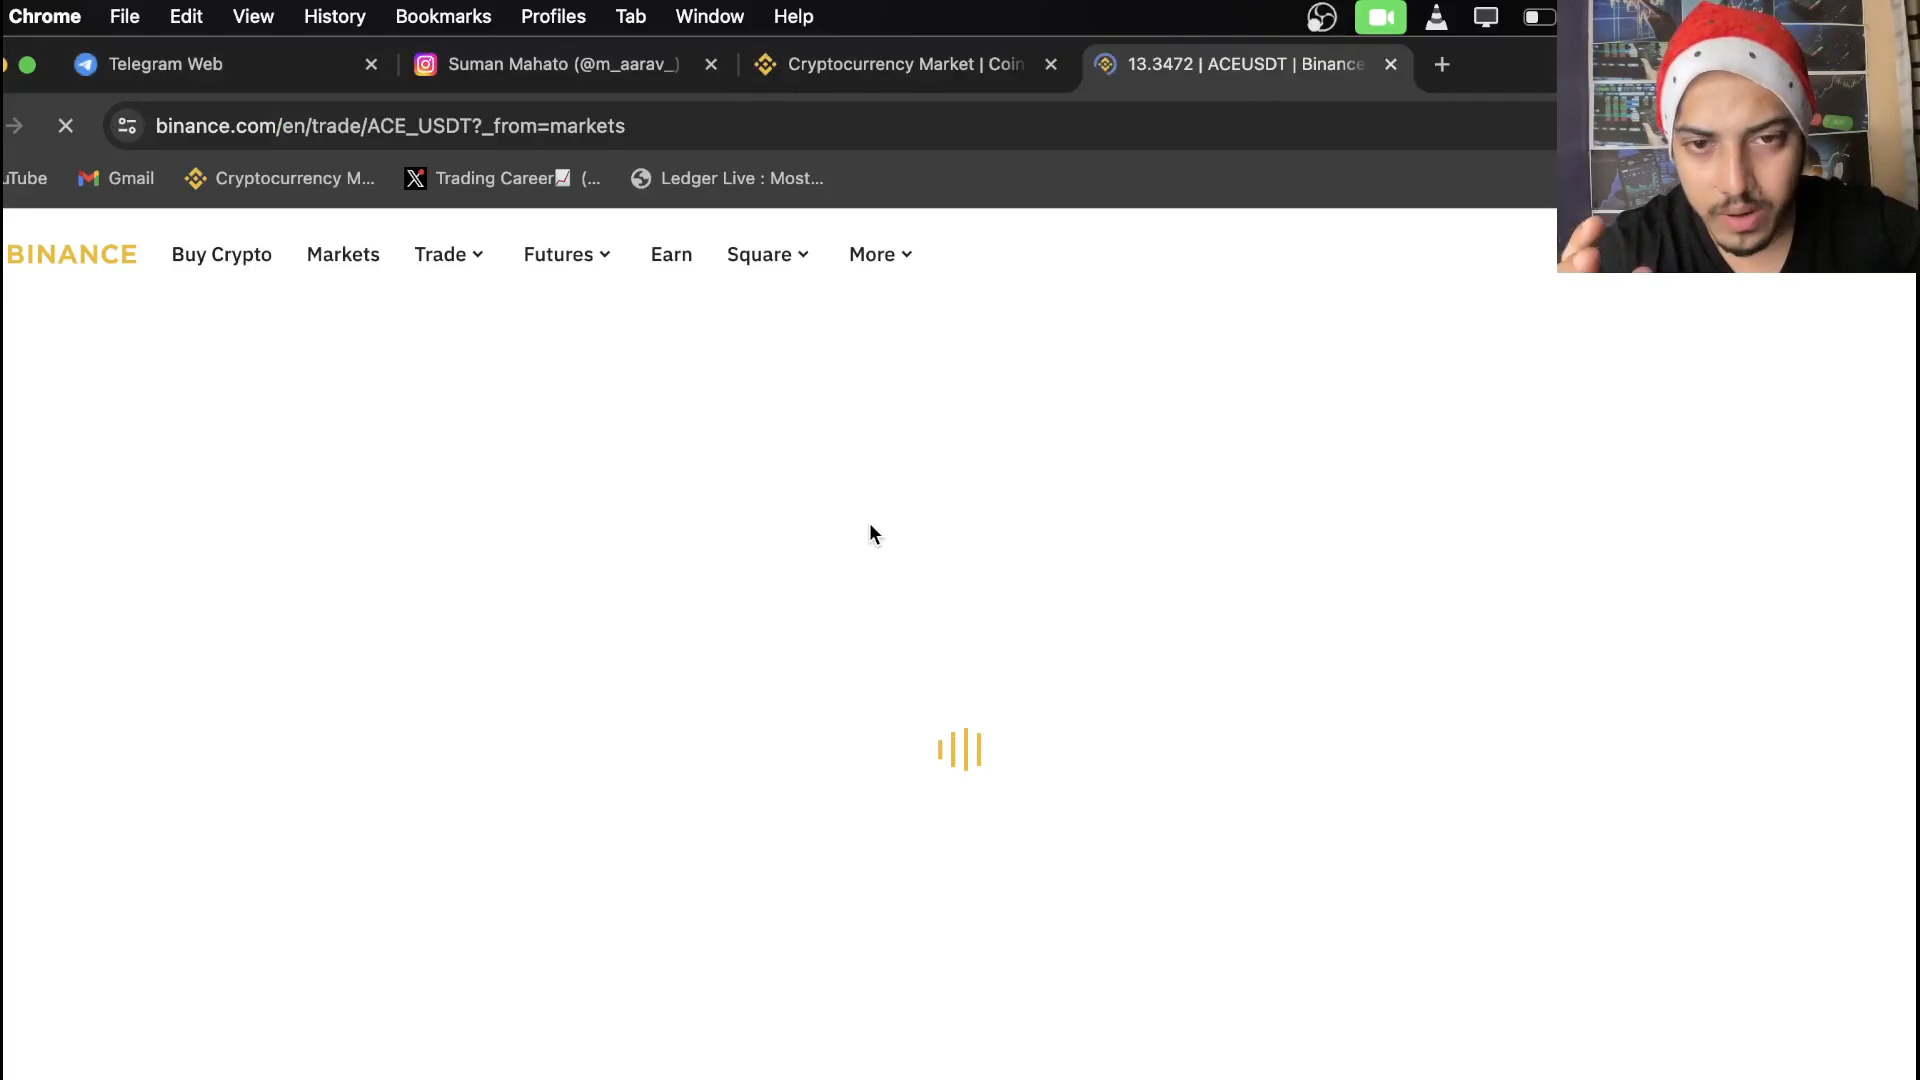 Chrome File Edit View History Bookmarks Profiles Tab Window Help
Telegram Web Suman Mahato (@m_aarav_) Cryptocurrency Market | Coin 13.3472 | ACEUSDT | Binance
binance.com/en/trade/ACE_USDT?_from=markets
uTube Gmail Cryptocurrency M... Trading Career📈 (... Ledger Live : Most...
BINANCE Buy Crypto Markets Trade Futures Earn Square More